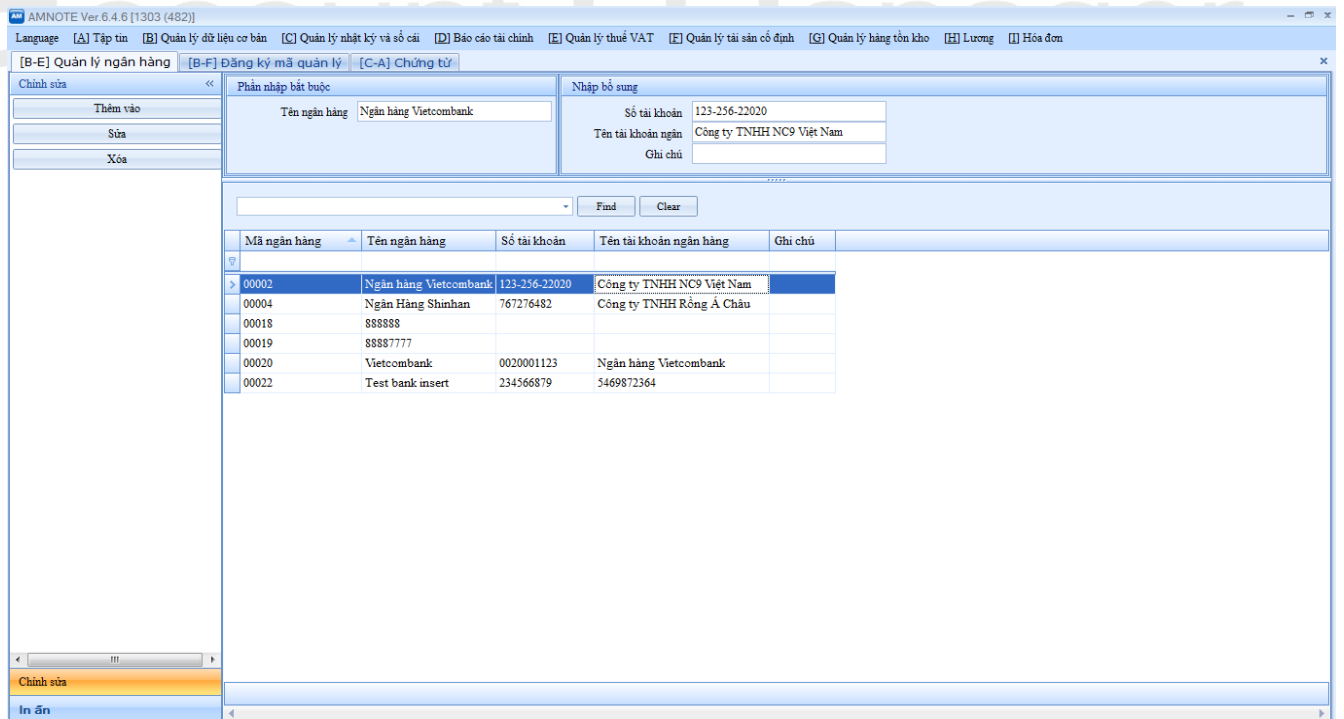 AMNOTE Ver.6.4.6 [1303 (482)]
Language [A] Tập tin [B] Quản lý dữ liệu cơ bản [C] Quản lý nhật ký và sổ cái [D] Báo cáo tài chinh [E] Quản lý thuế VAT [F] Quản lý tài sản cố định [G] Quản lý hàng tồn kho [H] Lương [I] Hóa đơn
[B-E] Quản lý ngân hàng [B-F] Đăng ký mã quản lý [C-A] Chứng từ
Chỉnh sửa
Thêm vào
Sửa
Xóa
Phần nhập bắt buộc
Tên ngân hàng Ngân hàng Vietcombank
Nhập bổ sung
Số tài khoản 123-256-22020
Tên tài khoản ngân Công ty TNHH NC9 Việt Nam
Ghi chú
Find Clear
Mã ngân hàng Tên ngân hàng Số tài khoản Tên tài khoản ngân hàng Ghi chú
00002 Ngân hàng Vietcombank 123-256-22020 Công ty TNHH NC9 Việt Nam
00004 Ngân Hàng Shinhan 767276482 Công ty TNHH Rồng Á Châu
00018 888888
00019 88887777
00020 Vietcombank 0020001123 Ngân hàng Vietcombank
00022 Test bank insert 234566879 5469872364
Chỉnh sửa
In ấn